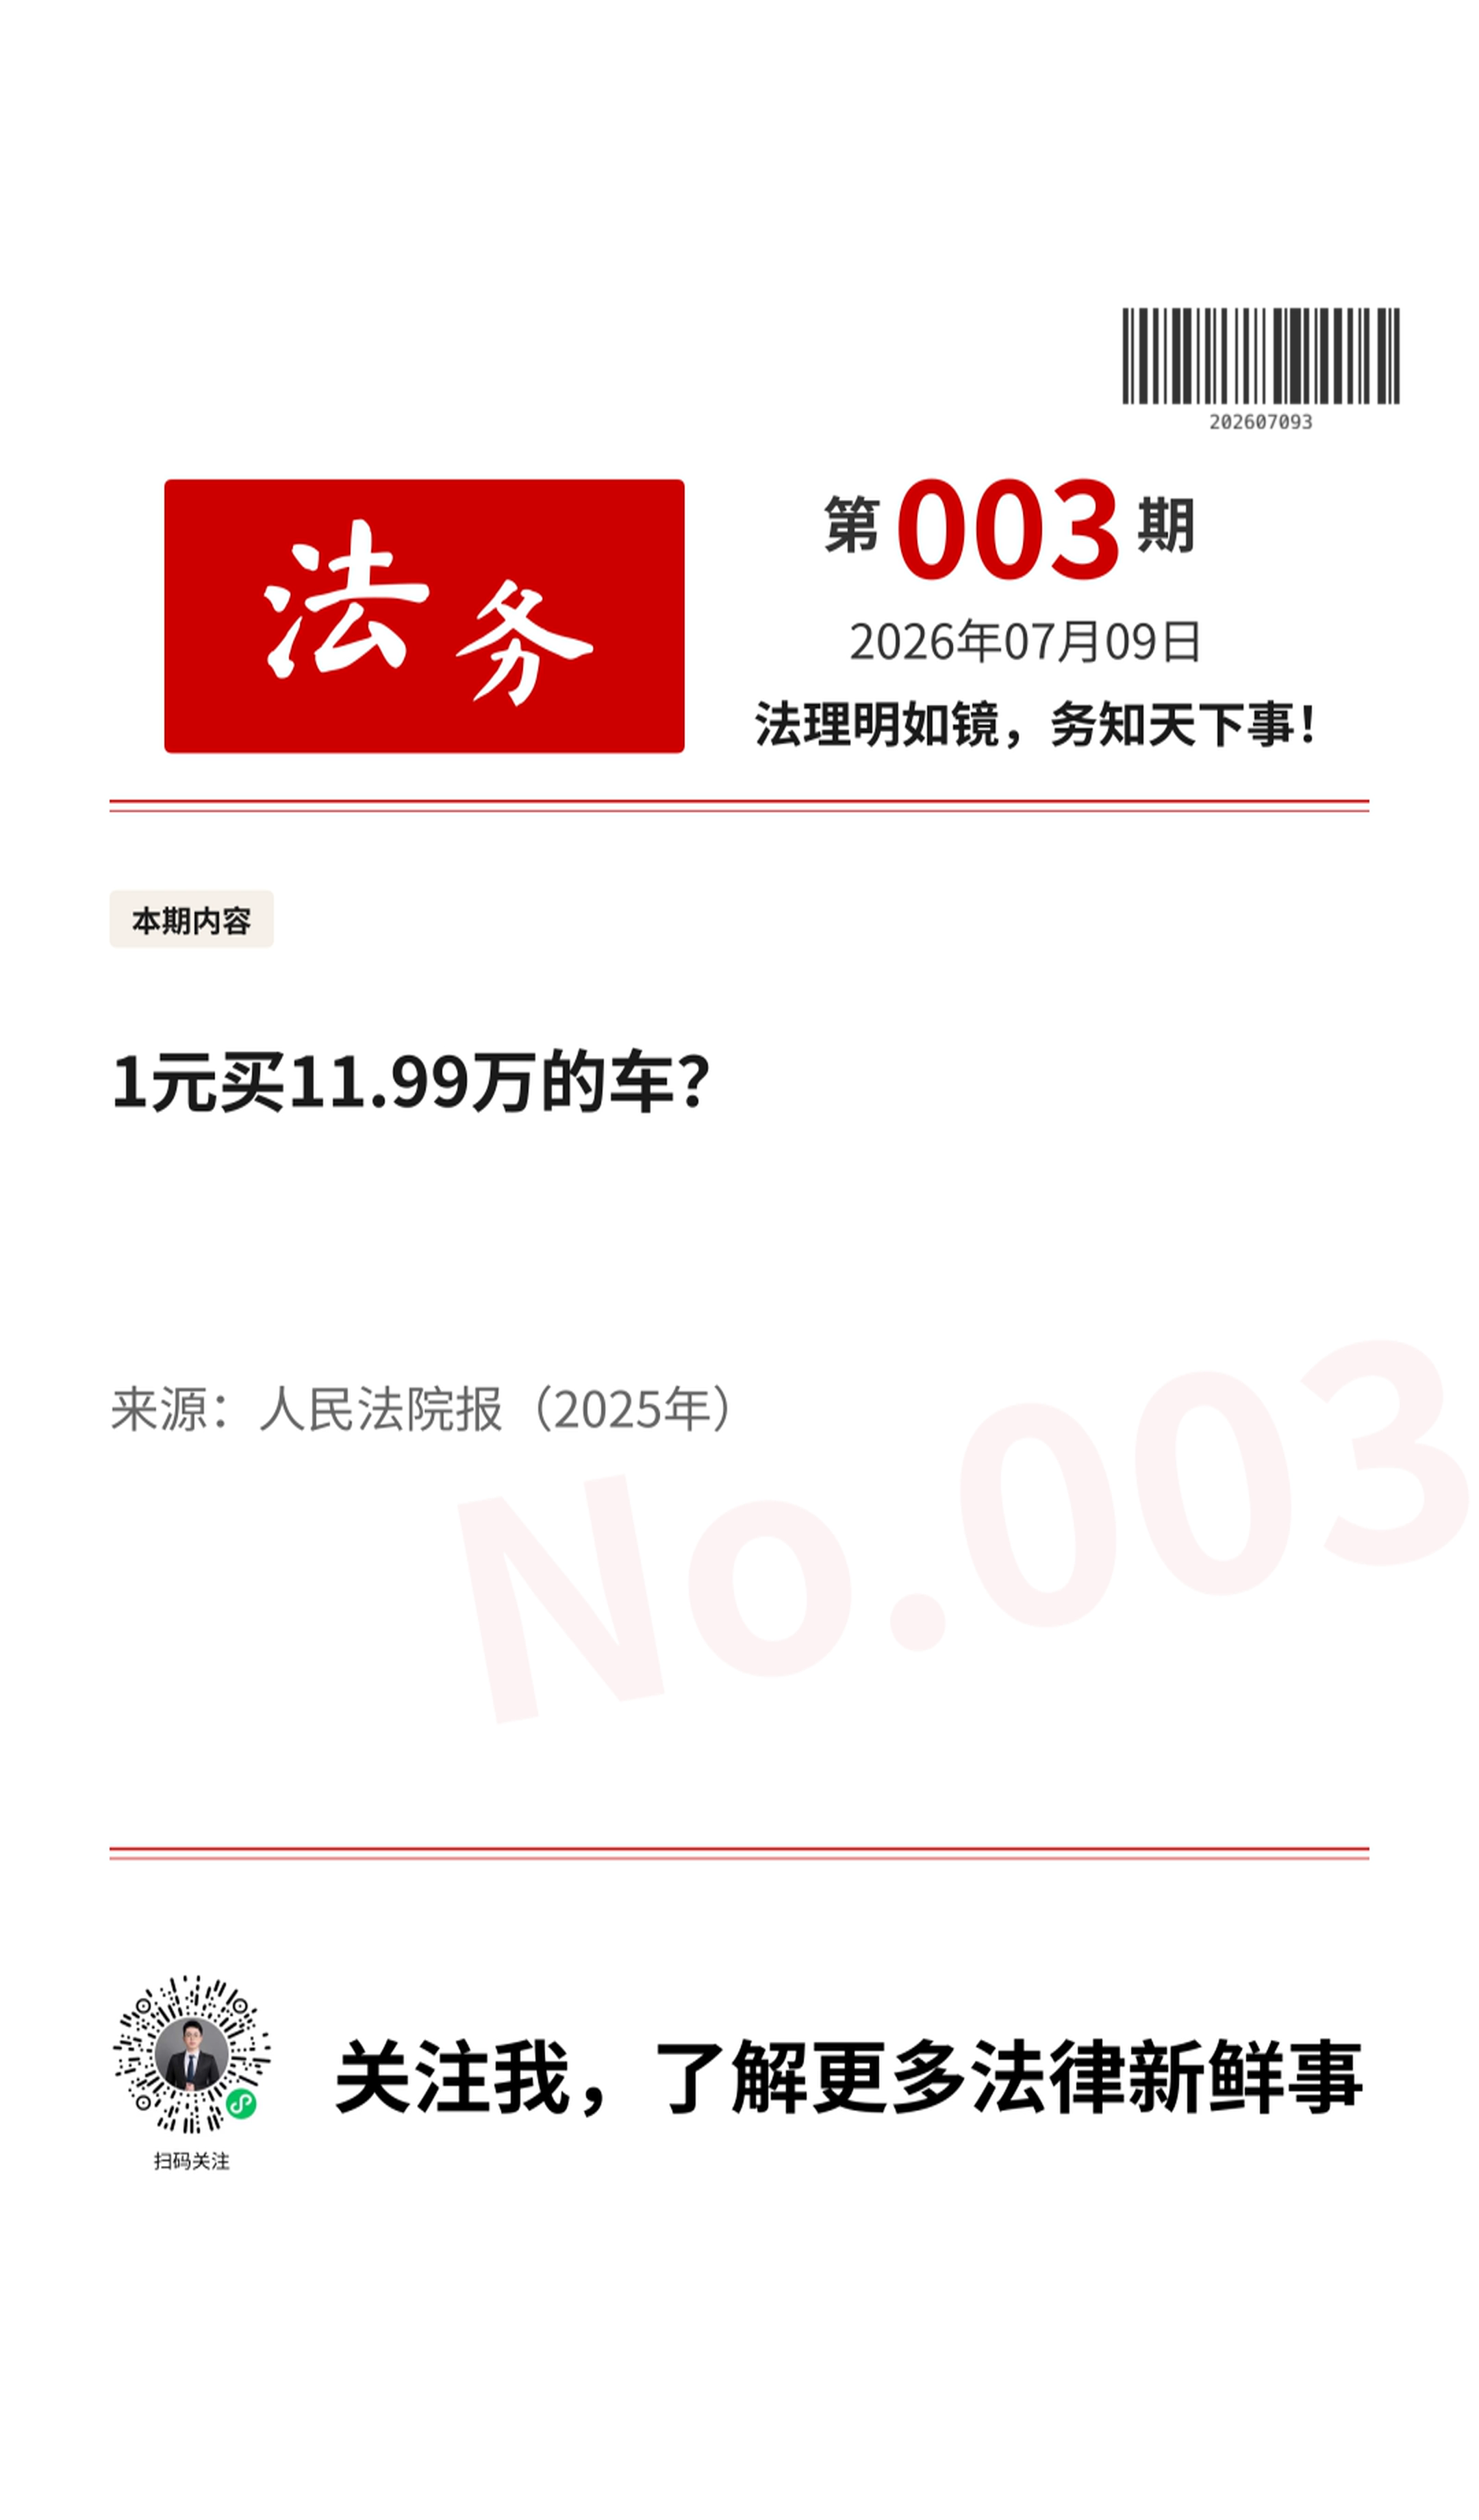 202607093
法务
第003期
2026年07月09日
法理明如镜，务知天下事！
本期内容
1元买11.99万的车？
来源：人民法院报（2025年）
No.003
关注我，了解更多法律新鲜事
扫码关注